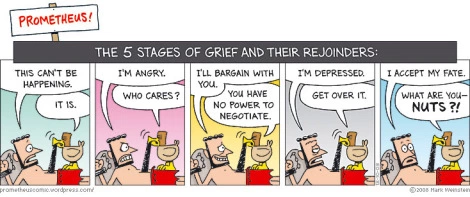 PROMETHEUS!
THE 5 STAGES OF GRIEF AND THEIR REJOINDERS:
THIS CAN'T BE
HAPPENING.
IT IS.
I'M ANGRY.
WHO CARES?
I'LL BARGAIN WITH
YOU.
YOU HAVE
NO POWER TO
NEGOTIATE.
I'M DEPRESSED.
GET OVER IT.
I ACCEPT MY FATE.
WHAT ARE YOU—
NUTS?!
prometheuscomic.wordpress.com/
©2008 Mark Weinstein